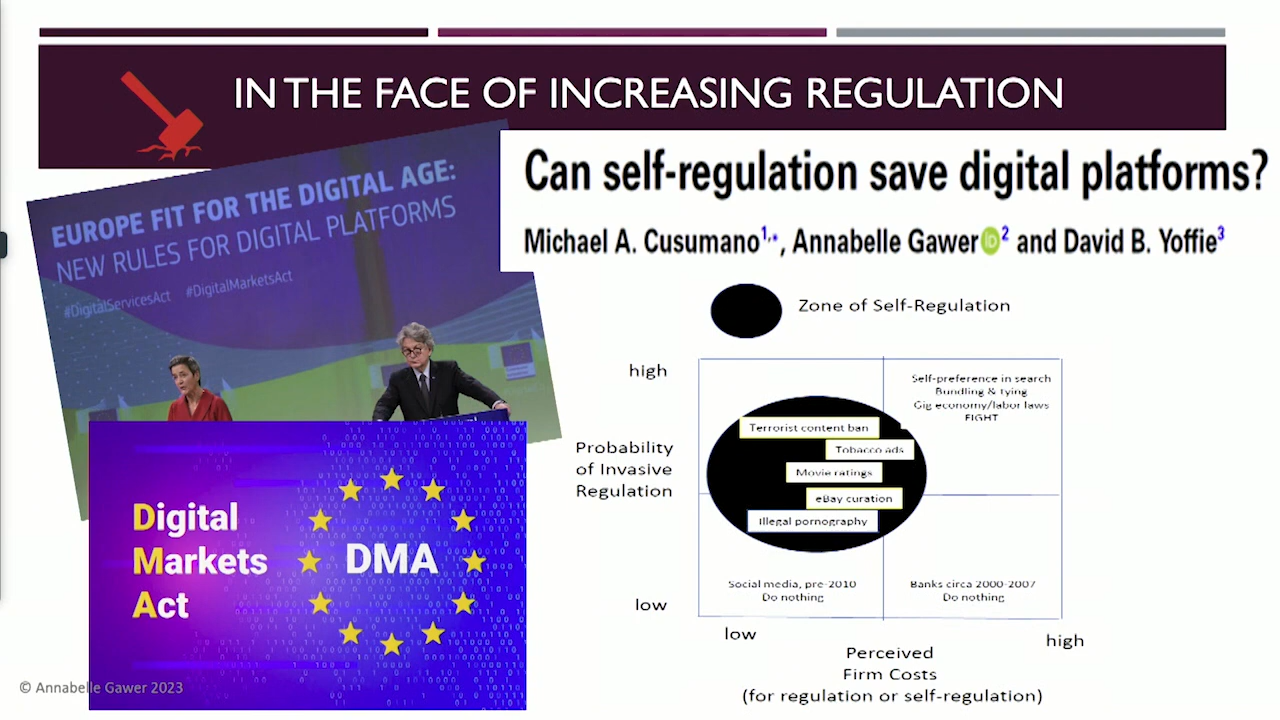 IN THE FACE OF INCREASING REGULATION
EUROPE FIT FOR THE DIGITAL AGE:
NEW RULES FOR DIGITAL PLATFORMS
#DigitalServicesAct #DigitalMarketsAct
Can self-regulation save digital platforms?
Michael A. Cusumano1,*, Annabelle Gawer iD 2 and David B. Yoffie3
Zone of Self-Regulation
high
Probability
of Invasive
Regulation
low
Self-preference in search
Bundling & tying
Gig economy/labor laws
FIGHT
Terrorist content ban
Tobacco ads
Movie ratings
eBay curation
Illegal pornography
Social media, pre-2010
Do nothing
Banks circa 2000-2007
Do nothing
low
high
Perceived
Firm Costs
(for regulation or self-regulation)
Digital
Markets
Act
DMA
© Annabelle Gawer 2023